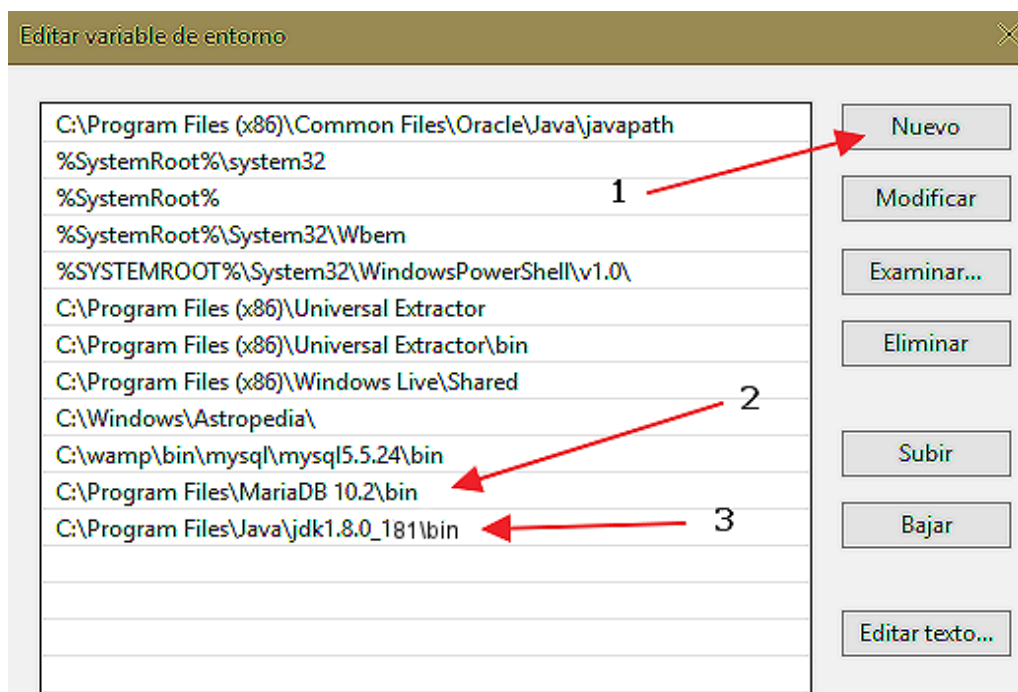 Editar variable de entorno
C:\Program Files (x86)\Common Files\Oracle\Java\javapath
Nuevo
%SystemRoot%\system32
1
%SystemRoot%
Modificar
%SystemRoot%\System32\Wbem
%SYSTEMROOT%\System32\WindowsPowerShell\v1.0\
Examinar...
C:\Program Files (x86)\Universal Extractor
C:\Program Files (x86)\Universal Extractor\bin
Eliminar
C:\Program Files (x86)\Windows Live\Shared
2
C:\Windows\Astropedia\
C:\wamp\bin\mysql\mysql5.5.24\bin
Subir
C:\Program Files\MariaDB 10.2\bin
3
C:\Program Files\Java\jdk1.8.0_181\bin
Bajar
Editar texto...